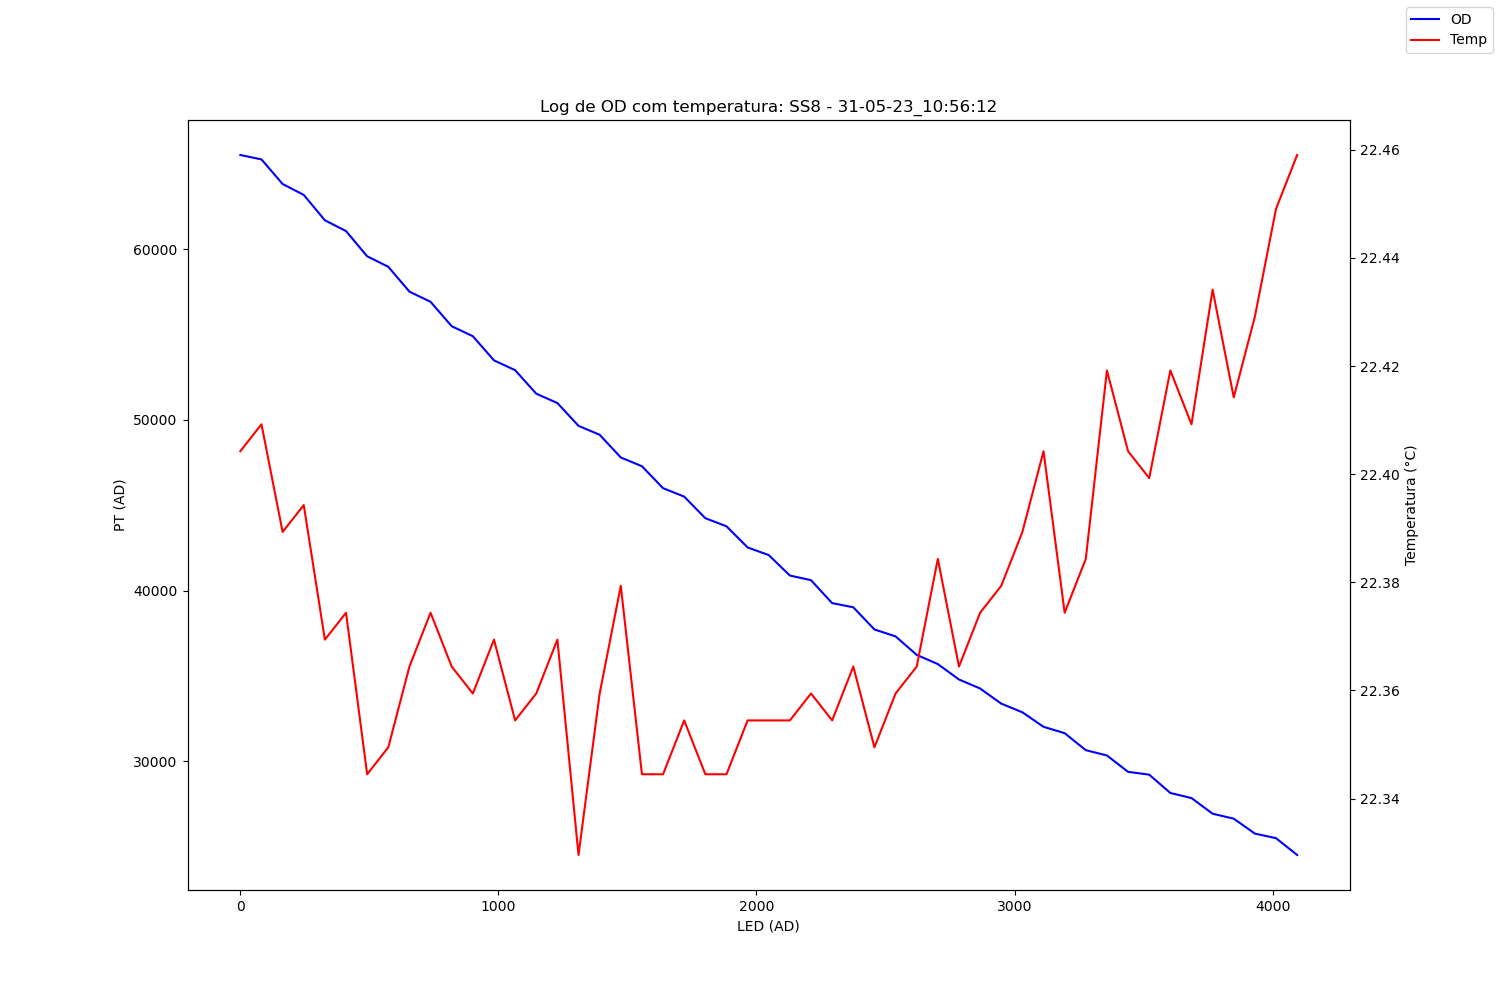 OD
Temp
Log de OD com temperatura: SS8 - 31-05-23_10:56:12
60000
50000
40000
30000
PT (AD)
22.46
22.44
22.42
22.40
22.38
22.36
22.34
Temperatura (°C)
0 1000 2000 3000 4000
LED (AD)